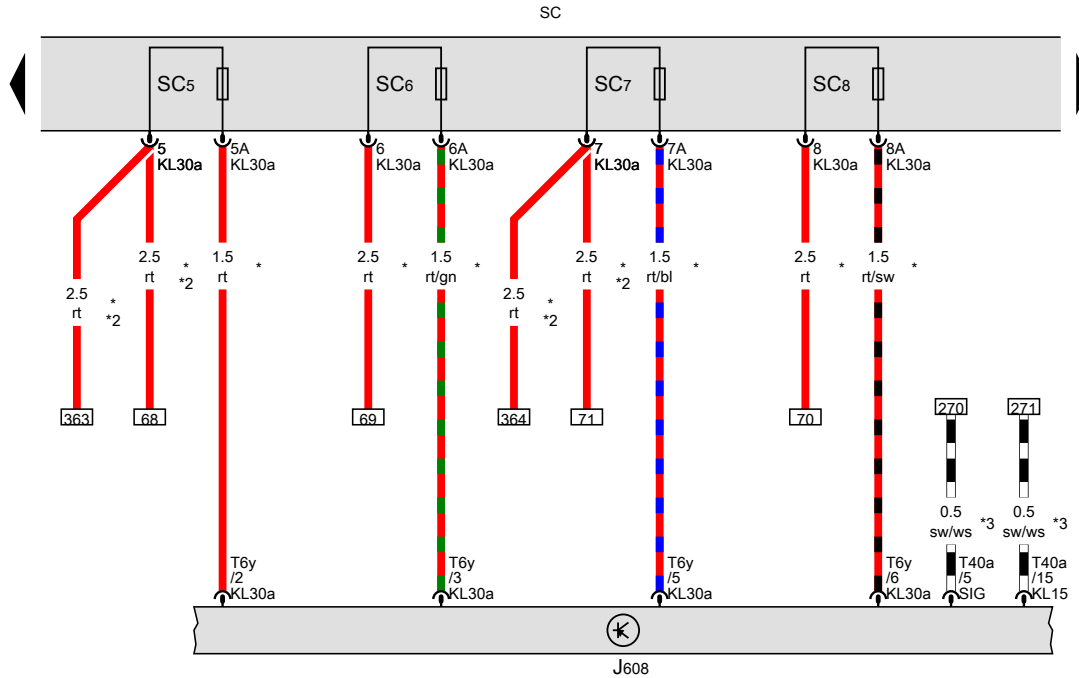 SC
SC5
SC6
SC7
SC8
5
KL30a
5A
KL30a
6
KL30a
6A
KL30a
7
KL30a
7A
KL30a
8
KL30a
8A
KL30a
2.5
rt
*
*2
2.5
rt
*
*2
1.5
rt
*
2.5
rt
*
1.5
rt/gn
*
2.5
rt
*
*2
2.5
rt
*
*2
1.5
rt/bl
*
2.5
rt
*
1.5
rt/sw
*
363
68
69
364
71
70
270
271
0.5
sw/ws
*3
0.5
sw/ws
*3
T6y
/2
KL30a
T6y
/3
KL30a
T6y
/5
KL30a
T6y
/6
KL30a
T40a
/5
SIG
T40a
/15
KL15
J608